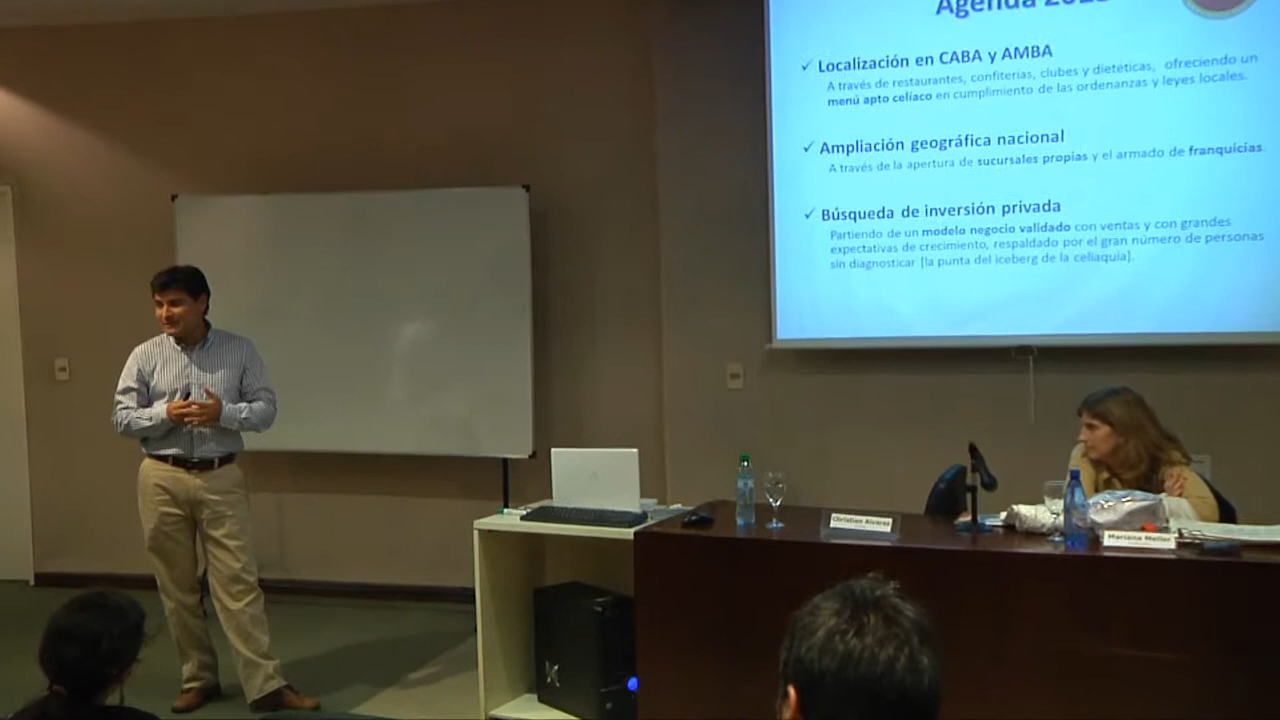 Agenda
✓ Localización en CABA y AMBA
A través de restaurantes, confiterías, clubes y dietéticas, ofreciendo un
menú apto celíaco en cumplimiento de las ordenanzas y leyes locales.
✓ Ampliación geográfica nacional
A través de la apertura de sucursales propias y el armado de franquicias.
✓ Búsqueda de inversión privada
Partiendo de un modelo negocio validado con ventas y con grandes
expectativas de crecimiento, respaldado por el gran número de personas
sin diagnosticar [la punta del iceberg de la celiaquía].
Christian Alvarez
Mariana Meller